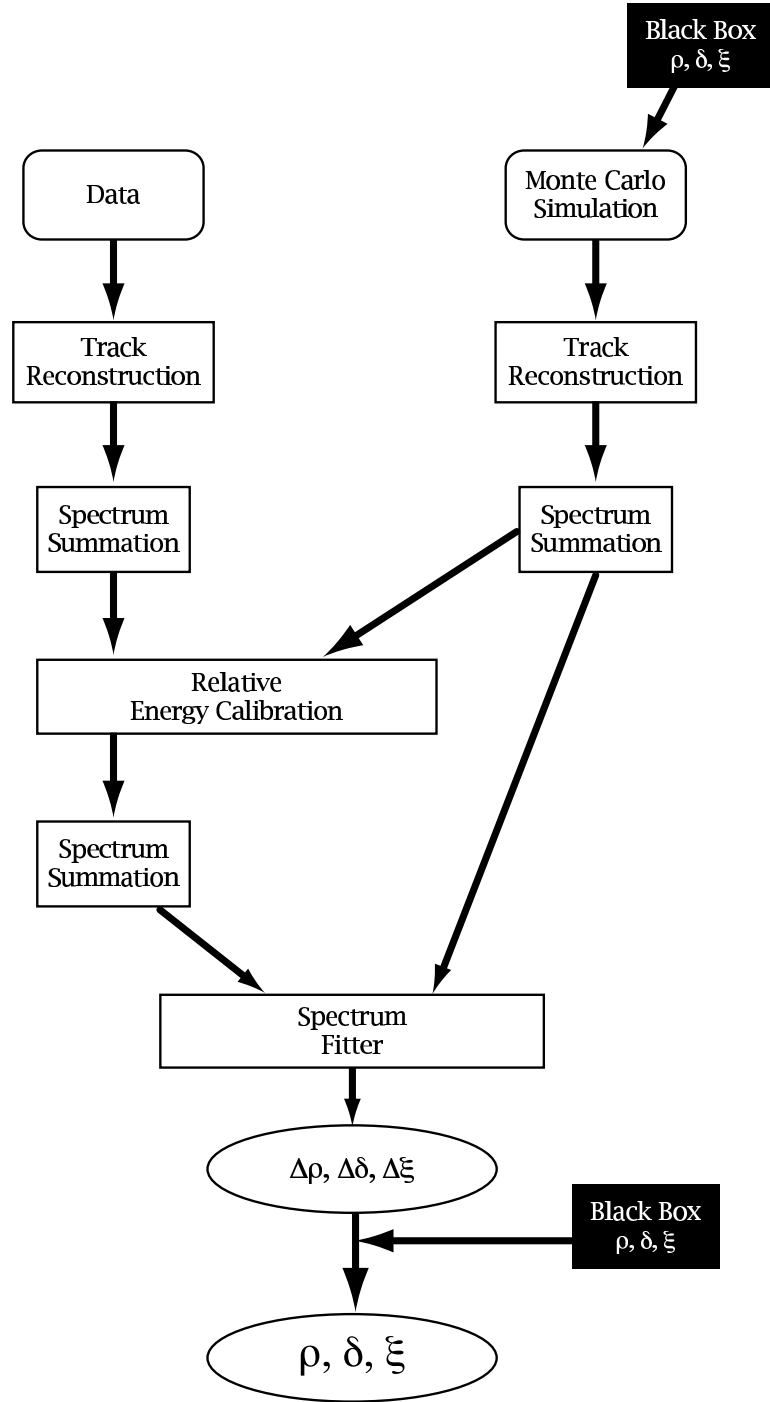 Black Box
ρ, δ, ξ
Data
Monte Carlo
Simulation
Track
Reconstruction
Track
Reconstruction
Spectrum
Summation
Spectrum
Summation
Relative
Energy Calibration
Spectrum
Summation
Spectrum
Fitter
Δρ, Δδ, Δξ
Black Box
ρ, δ, ξ
ρ, δ, ξ